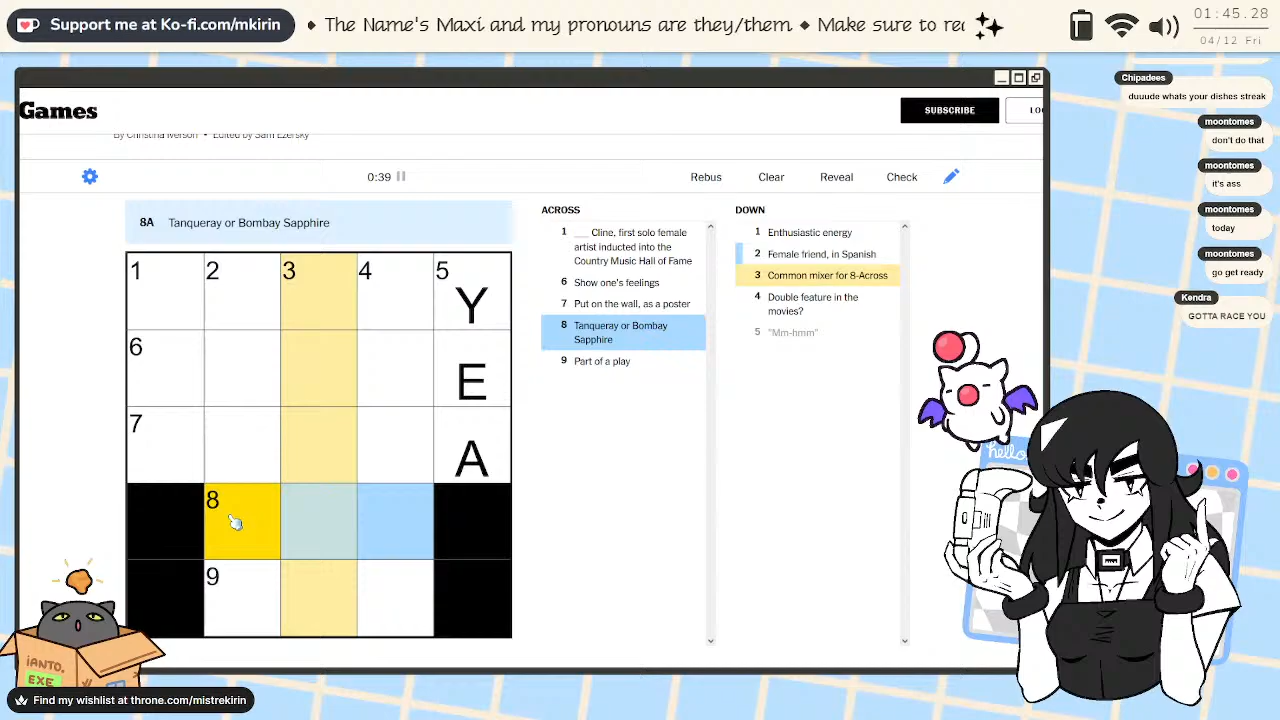 Support me at Ko-fi.com/mkirin
◆ The Name's Maxí and my pronouns are they/them ◆ Make sure to rea
01:45.28
04/12 Fri
Games
SUBSCRIBE
LO
By Christina Iverson • Edited by Sam Ezersky
0:39
Rebus
Clear
Reveal
Check
8A Tanqueray or Bombay Sapphire
1 2 3 4 5
Y
6
E
7
A
8
9
ACROSS
1 ___ Cline, first solo female
artist inducted into the
Country Music Hall of Fame
6 Show one's feelings
7 Put on the wall, as a poster
8 Tanqueray or Bombay
Sapphire
9 Part of a play
DOWN
1 Enthusiastic energy
2 Female friend, in Spanish
3 Common mixer for 8-Across
4 Double feature in the
movies?
5 "Mm-hmm"
Chipadees
duuude whats your dishes streak
moontomes
don't do that
moontomes
it's ass
moontomes
today
moontomes
go get ready
Kendra
GOTTA RACE YOU
hello
iANTO.
EXE
Find my wishlist at throne.com/mistrekirin